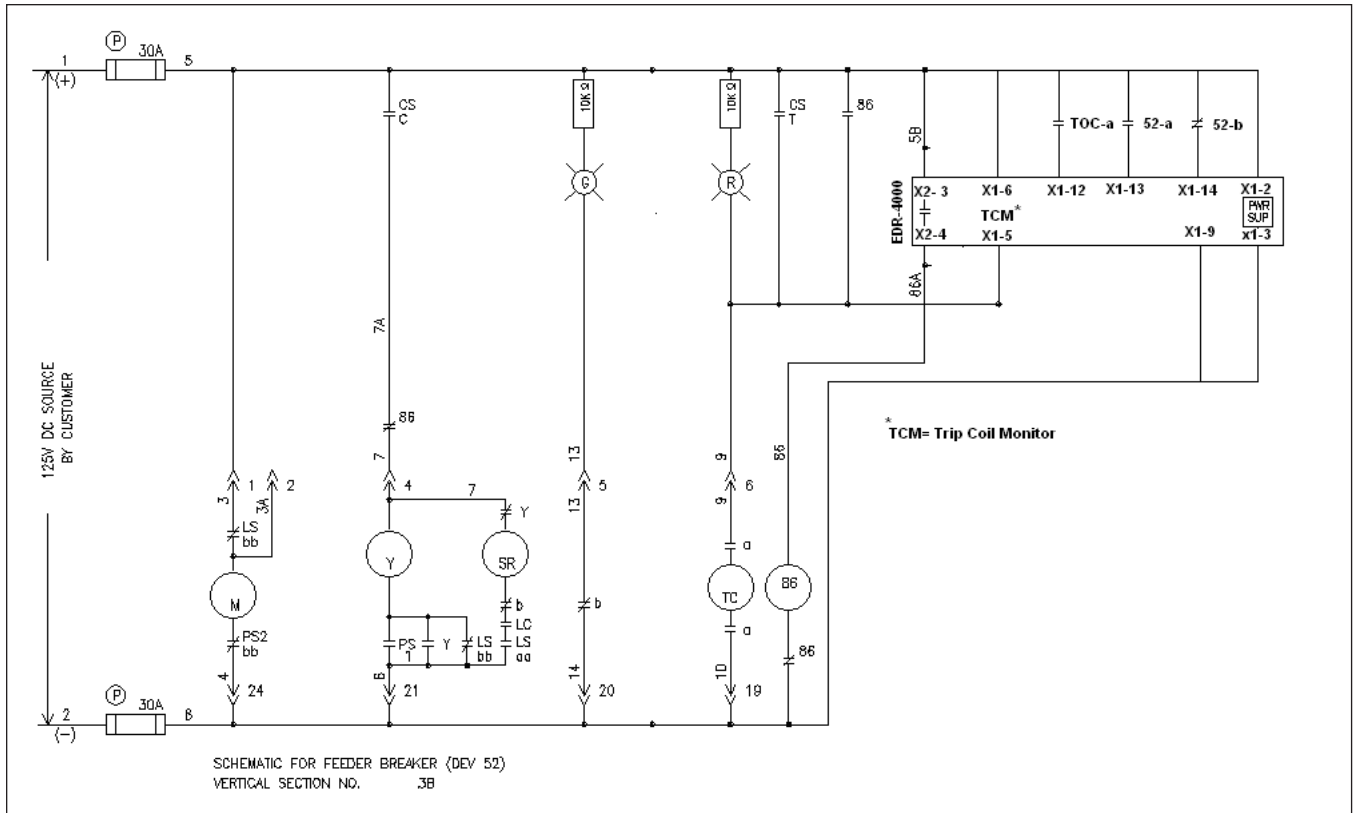 P
30A
1
(+)
5
CS
C
10K Ω
G
10K Ω
R
CS
T
86
5B
TOC-a
52-a
52-b
EDR-4000
X2- 3
X1-6
X1-12
X1-13
X1-14
X1-2
TCM*
PWR
SUP
X2-4
X1-5
X1-9
x1-3
86A
7A
125V DC SOURCE
BY CUSTOMER
*
TCM= Trip Coil Monitor
86
7
13
9
86
1
2
4
7
5
6
3
3A
13
9
LS
bb
Y
a
M
Y
SR
TC
86
b
LC
b
PS2
bb
PS
1
Y
LS
bb
LS
aa
a
86
4
24
6
21
14
20
10
19
P
30A
2
(-)
8
SCHEMATIC FOR FEEDER BREAKER (DEV 52)
VERTICAL SECTION NO. 3B